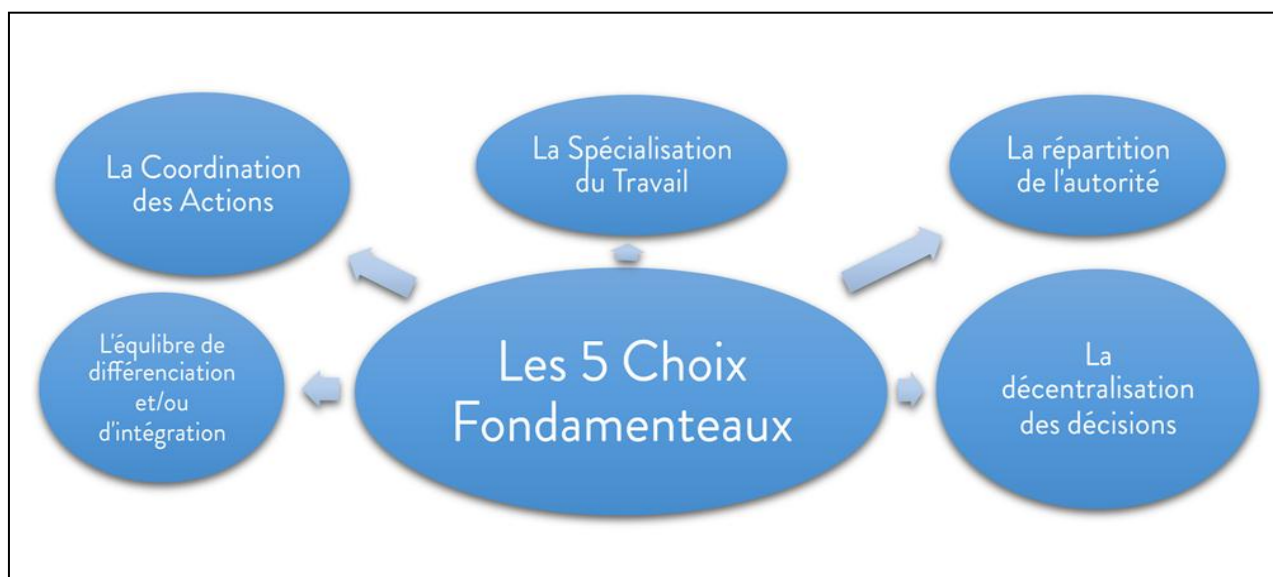 La Coordination
des Actions
La Spécialisation
du Travail
La répartition
de l'autorité
L'équlibre de
différenciation
et/ou
d'intégration
Les 5 Choix
Fondamenteaux
La
décentralisation
des décisions